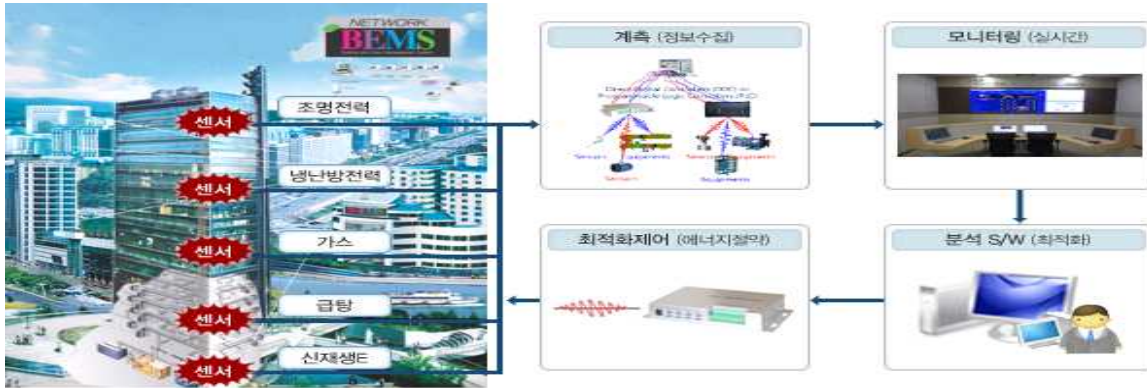 NETWORK
BEMS
센서
조명전력
센서
냉난방전력
센서
가스
센서
급탕
센서
신재생E
계측 (정보수집)
Sensors
Equipments
모니터링 (실시간)
최적화제어 (에너지절약)
분석 S/W (최적화)